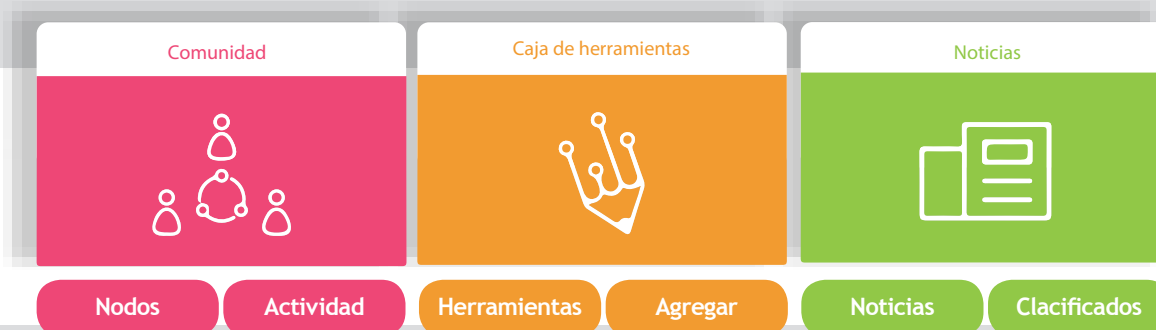 Comunidad
Caja de herramientas
Noticias
Nodos
Actividad
Herramientas
Agregar
Noticias
Clacificados